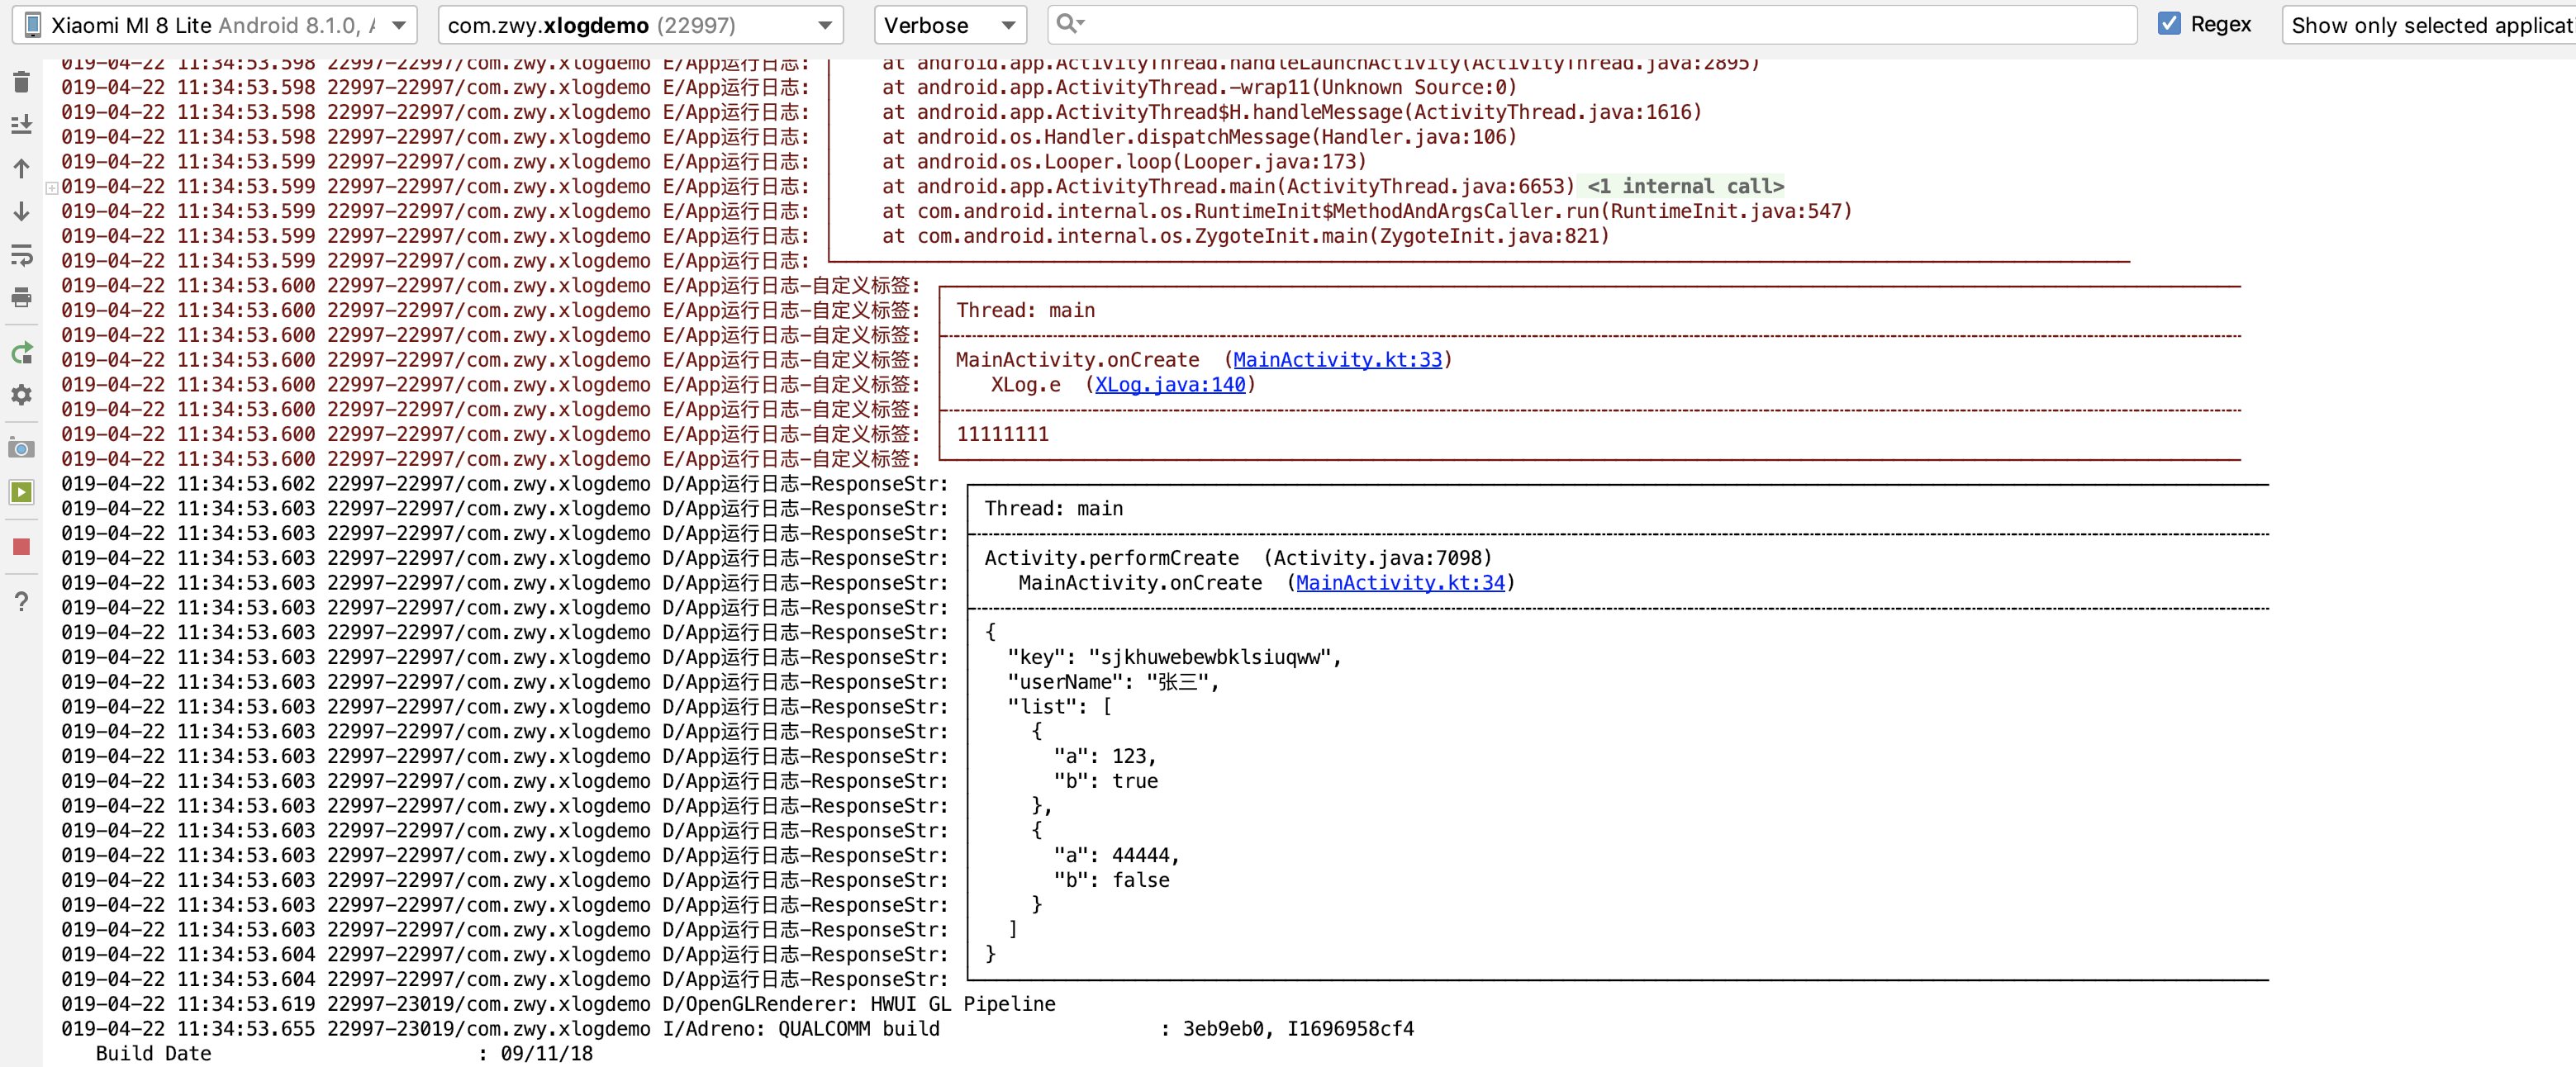 Xiaomi MI 8 Lite Android 8.1.0, com.zwy.xlogdemo (22997) Verbose Regex Show only selected applicat
019-04-22 11:34:53.598 22997-22997/com.zwy.xlogdemo E/App运行日志: at android.app.ActivityThread.handleLaunchActivity(ActivityThread.java:2895)
019-04-22 11:34:53.598 22997-22997/com.zwy.xlogdemo E/App运行日志: at android.app.ActivityThread.-wrap11(Unknown Source:0)
019-04-22 11:34:53.598 22997-22997/com.zwy.xlogdemo E/App运行日志: at android.app.ActivityThread$H.handleMessage(ActivityThread.java:1616)
019-04-22 11:34:53.598 22997-22997/com.zwy.xlogdemo E/App运行日志: at android.os.Handler.dispatchMessage(Handler.java:106)
019-04-22 11:34:53.599 22997-22997/com.zwy.xlogdemo E/App运行日志: at android.os.Looper.loop(Looper.java:173)
019-04-22 11:34:53.599 22997-22997/com.zwy.xlogdemo E/App运行日志: at android.app.ActivityThread.main(ActivityThread.java:6653) <1 internal call>
019-04-22 11:34:53.599 22997-22997/com.zwy.xlogdemo E/App运行日志: at com.android.internal.os.RuntimeInit$MethodAndArgsCaller.run(RuntimeInit.java:547)
019-04-22 11:34:53.599 22997-22997/com.zwy.xlogdemo E/App运行日志: at com.android.internal.os.ZygoteInit.main(ZygoteInit.java:821)
019-04-22 11:34:53.599 22997-22997/com.zwy.xlogdemo E/App运行日志:
019-04-22 11:34:53.600 22997-22997/com.zwy.xlogdemo E/App运行日志-自定义标签:
019-04-22 11:34:53.600 22997-22997/com.zwy.xlogdemo E/App运行日志-自定义标签: Thread: main
019-04-22 11:34:53.600 22997-22997/com.zwy.xlogdemo E/App运行日志-自定义标签:
019-04-22 11:34:53.600 22997-22997/com.zwy.xlogdemo E/App运行日志-自定义标签: MainActivity.onCreate (MainActivity.kt:33)
019-04-22 11:34:53.600 22997-22997/com.zwy.xlogdemo E/App运行日志-自定义标签: XLog.e (XLog.java:140)
019-04-22 11:34:53.600 22997-22997/com.zwy.xlogdemo E/App运行日志-自定义标签:
019-04-22 11:34:53.600 22997-22997/com.zwy.xlogdemo E/App运行日志-自定义标签: 11111111
019-04-22 11:34:53.600 22997-22997/com.zwy.xlogdemo E/App运行日志-自定义标签:
019-04-22 11:34:53.602 22997-22997/com.zwy.xlogdemo D/App运行日志-ResponseStr:
019-04-22 11:34:53.603 22997-22997/com.zwy.xlogdemo D/App运行日志-ResponseStr: Thread: main
019-04-22 11:34:53.603 22997-22997/com.zwy.xlogdemo D/App运行日志-ResponseStr:
019-04-22 11:34:53.603 22997-22997/com.zwy.xlogdemo D/App运行日志-ResponseStr: Activity.performCreate (Activity.java:7098)
019-04-22 11:34:53.603 22997-22997/com.zwy.xlogdemo D/App运行日志-ResponseStr: MainActivity.onCreate (MainActivity.kt:34)
019-04-22 11:34:53.603 22997-22997/com.zwy.xlogdemo D/App运行日志-ResponseStr:
019-04-22 11:34:53.603 22997-22997/com.zwy.xlogdemo D/App运行日志-ResponseStr: {
019-04-22 11:34:53.603 22997-22997/com.zwy.xlogdemo D/App运行日志-ResponseStr: "key": "sjkhuwebewbklsiuqww",
019-04-22 11:34:53.603 22997-22997/com.zwy.xlogdemo D/App运行日志-ResponseStr: "userName": "张三",
019-04-22 11:34:53.603 22997-22997/com.zwy.xlogdemo D/App运行日志-ResponseStr: "list": [
019-04-22 11:34:53.603 22997-22997/com.zwy.xlogdemo D/App运行日志-ResponseStr: {
019-04-22 11:34:53.603 22997-22997/com.zwy.xlogdemo D/App运行日志-ResponseStr: "a": 123,
019-04-22 11:34:53.603 22997-22997/com.zwy.xlogdemo D/App运行日志-ResponseStr: "b": true
019-04-22 11:34:53.603 22997-22997/com.zwy.xlogdemo D/App运行日志-ResponseStr: },
019-04-22 11:34:53.603 22997-22997/com.zwy.xlogdemo D/App运行日志-ResponseStr: {
019-04-22 11:34:53.603 22997-22997/com.zwy.xlogdemo D/App运行日志-ResponseStr: "a": 44444,
019-04-22 11:34:53.603 22997-22997/com.zwy.xlogdemo D/App运行日志-ResponseStr: "b": false
019-04-22 11:34:53.603 22997-22997/com.zwy.xlogdemo D/App运行日志-ResponseStr: }
019-04-22 11:34:53.603 22997-22997/com.zwy.xlogdemo D/App运行日志-ResponseStr: ]
019-04-22 11:34:53.604 22997-22997/com.zwy.xlogdemo D/App运行日志-ResponseStr: }
019-04-22 11:34:53.604 22997-22997/com.zwy.xlogdemo D/App运行日志-ResponseStr:
019-04-22 11:34:53.619 22997-23019/com.zwy.xlogdemo D/OpenGLRenderer: HWUI GL Pipeline
019-04-22 11:34:53.655 22997-23019/com.zwy.xlogdemo I/Adreno: QUALCOMM build : 3eb9eb0, I1696958cf4
Build Date : 09/11/18